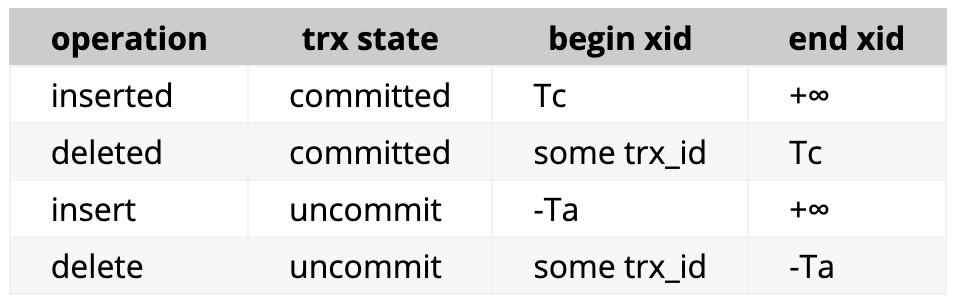 operation trx state begin xid end xid
inserted committed Tc +∞
deleted committed some trx_id Tc
insert uncommit -Ta +∞
delete uncommit some trx_id -Ta